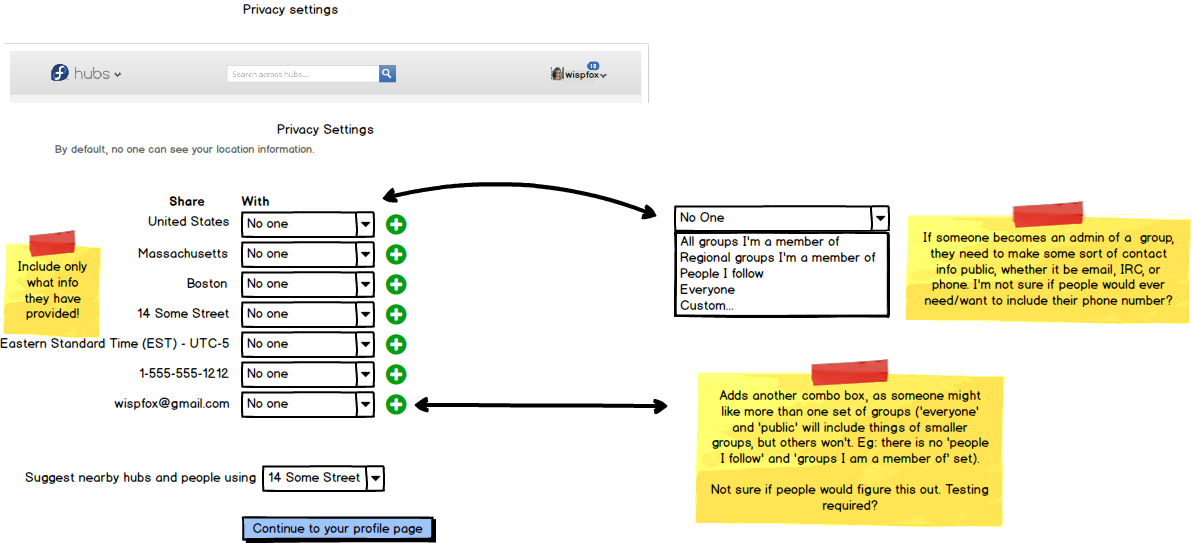 Privacy settings
hubs
Search across hubs...
18
wispfox
Privacy Settings
By default, no one can see your location information.
Share With
United States No one
Massachusetts No one
Boston No one
14 Some Street No one
Eastern Standard Time (EST) - UTC-5 No one
1-555-555-1212 No one
wispfox@gmail.com No one
Suggest nearby hubs and people using 14 Some Street
Continue to your profile page
Include only
what info
they have
provided!
No One
All groups I'm a member of
Regional groups I'm a member of
People I follow
Everyone
Custom...
If someone becomes an admin of a group,
they need to make some sort of contact
info public, whether it be email, IRC, or
phone. I'm not sure if people would ever
need/want to include their phone number?
Adds another combo box, as someone might
like more than one set of groups ('everyone'
and 'public' will include things of smaller
groups, but others won't. Eg: there is no 'people
I follow' and 'groups I am a member of' set).
Not sure if people would figure this out. Testing
required?